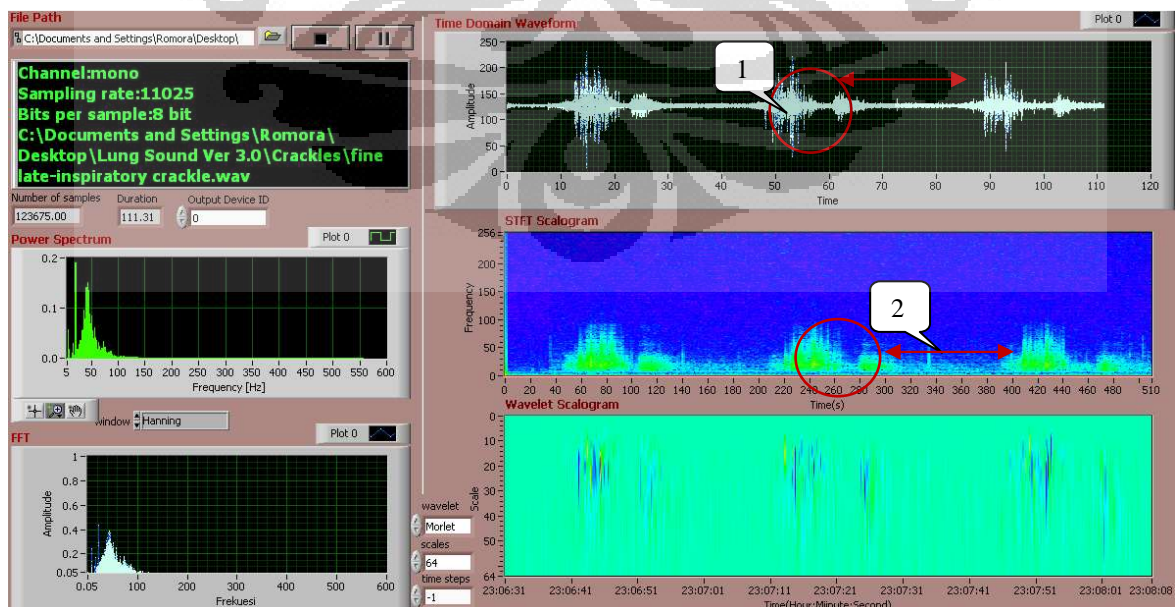 File Path
C:\Documents and Settings\Romora\Desktop\
Channel:mono
Sampling rate:11025
Bits per sample:8 bit
C:\Documents and Settings\Romora\
Desktop\Lung Sound Ver 3.0\Crackles\fine
late-inspiratory crackle.wav
Number of samples Duration Output Device ID
123675.00 111.31 0
Power Spectrum Plot 0
0.2
0.1
0.0
5 50 100 150 200 250 300 350 400 450 500 550 600
Frequency [Hz]
window Hanning
FFT Plot 0
Amplitude
1
0.8
0.6
0.4
0.2
0.05
0.05 100 200 300 400 500 600
Frekuesi
wavelet
Morlet
scales
64
time steps
-1
Time Domain Waveform Plot 0
Amplitude
250
200
150
100
50
0
0 10 20 30 40 50 60 70 80 90 100 110 120
Time
1
STFT Scalogram
Frequency
256
200
150
100
50
0
0 20 40 60 80 100 120 140 160 180 200 220 240 260 280 300 320 340 360 380 400 420 440 460 480 510
Time(s)
2
Wavelet Scalogram
Scale
0
10
20
30
40
50
64
23:06:31 23:06:41 23:06:51 23:07:01 23:07:11 23:07:21 23:07:31 23:07:41 23:07:51 23:08:01 23:08:08
Time(Hour:Miinute:Second)